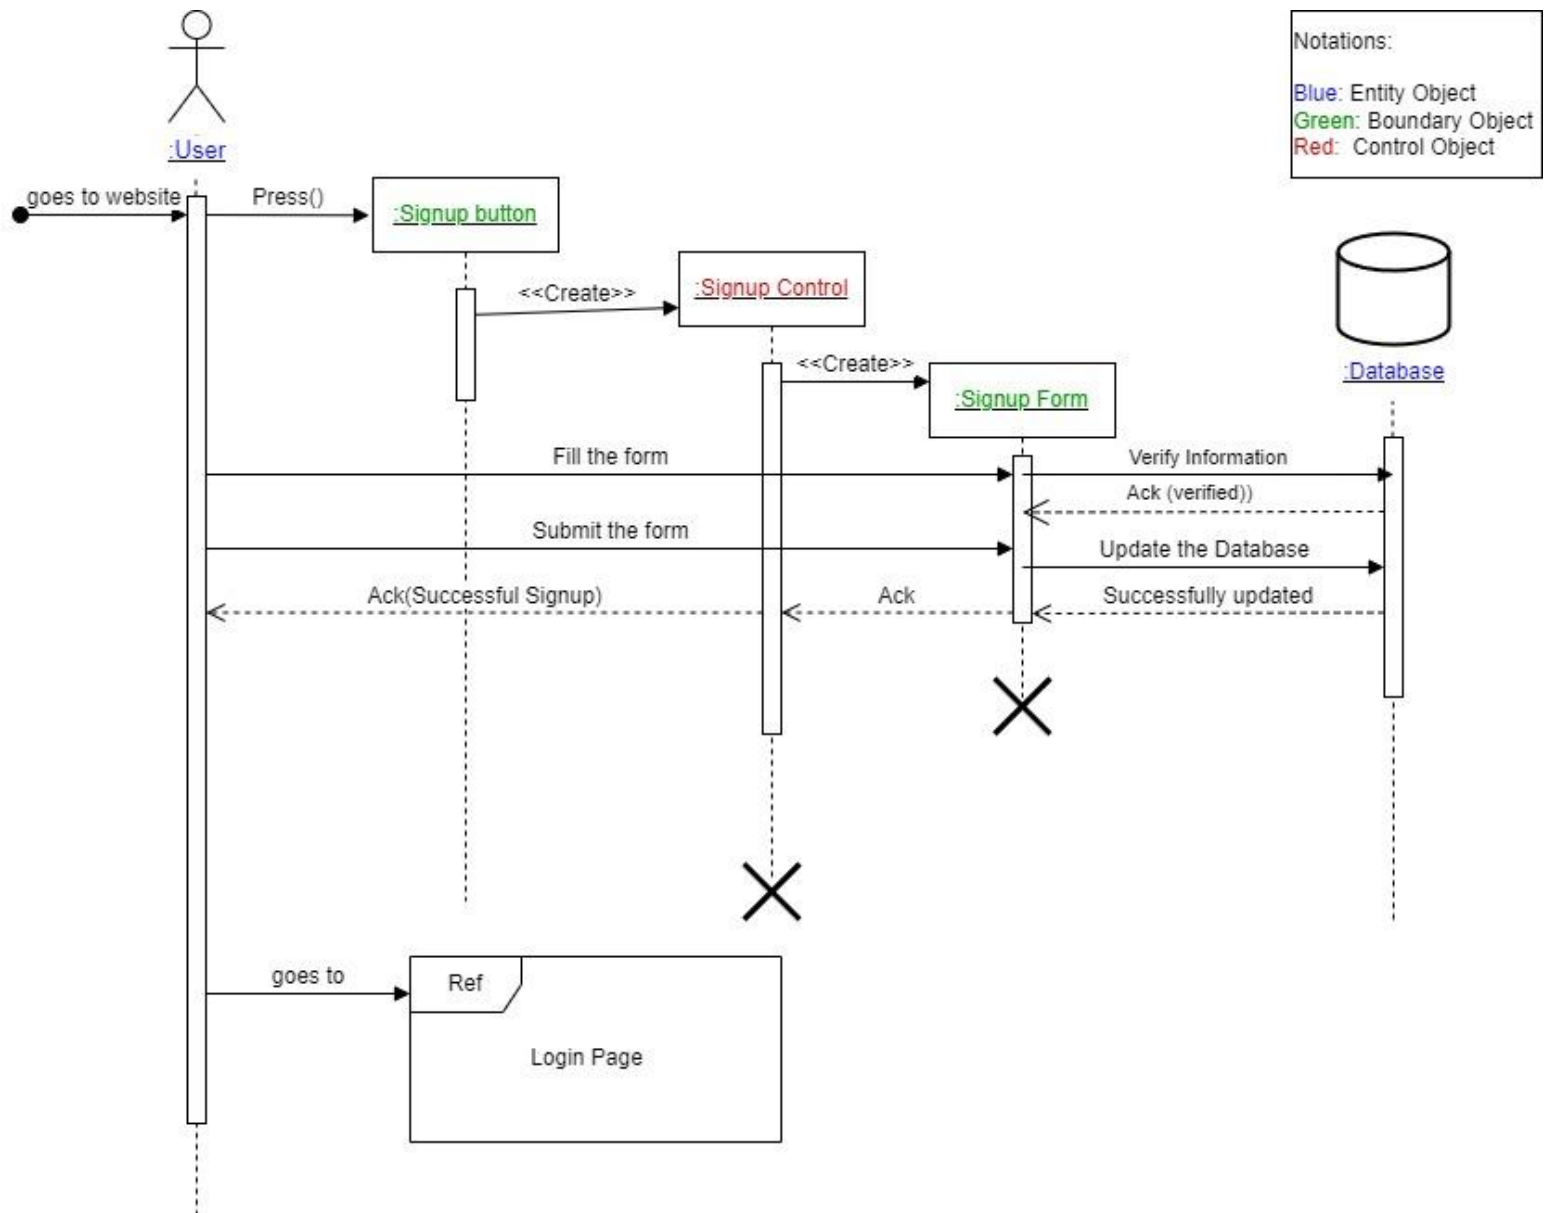 Notations:
Blue: Entity Object
Green: Boundary Object
Red: Control Object
:User
goes to website
Press()
:Signup button
<<Create>>
:Signup Control
<<Create>>
:Signup Form
:Database
Fill the form
Verify Information
Ack (verified))
Submit the form
Update the Database
Ack(Successful Signup)
Ack
Successfully updated
goes to
Ref
Login Page